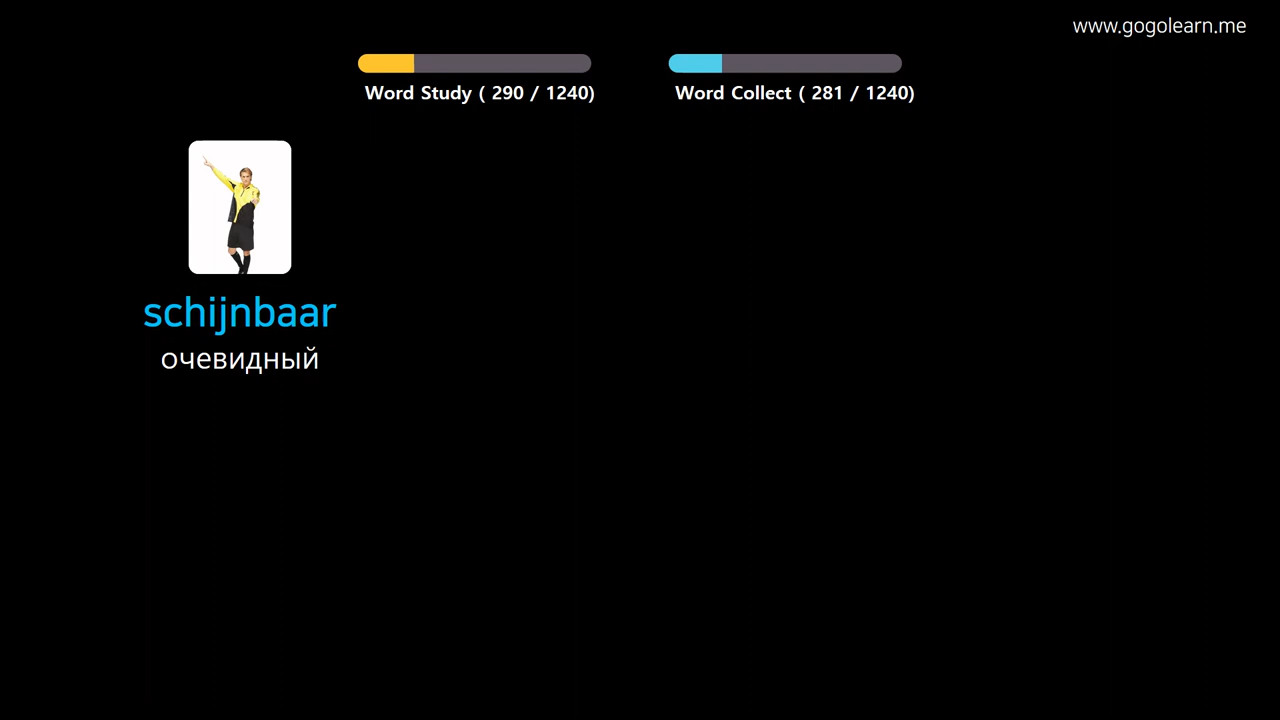 www.gogolearn.me
Word Study ( 290 / 1240)
Word Collect ( 281 / 1240)
schijnbaar
очевидный